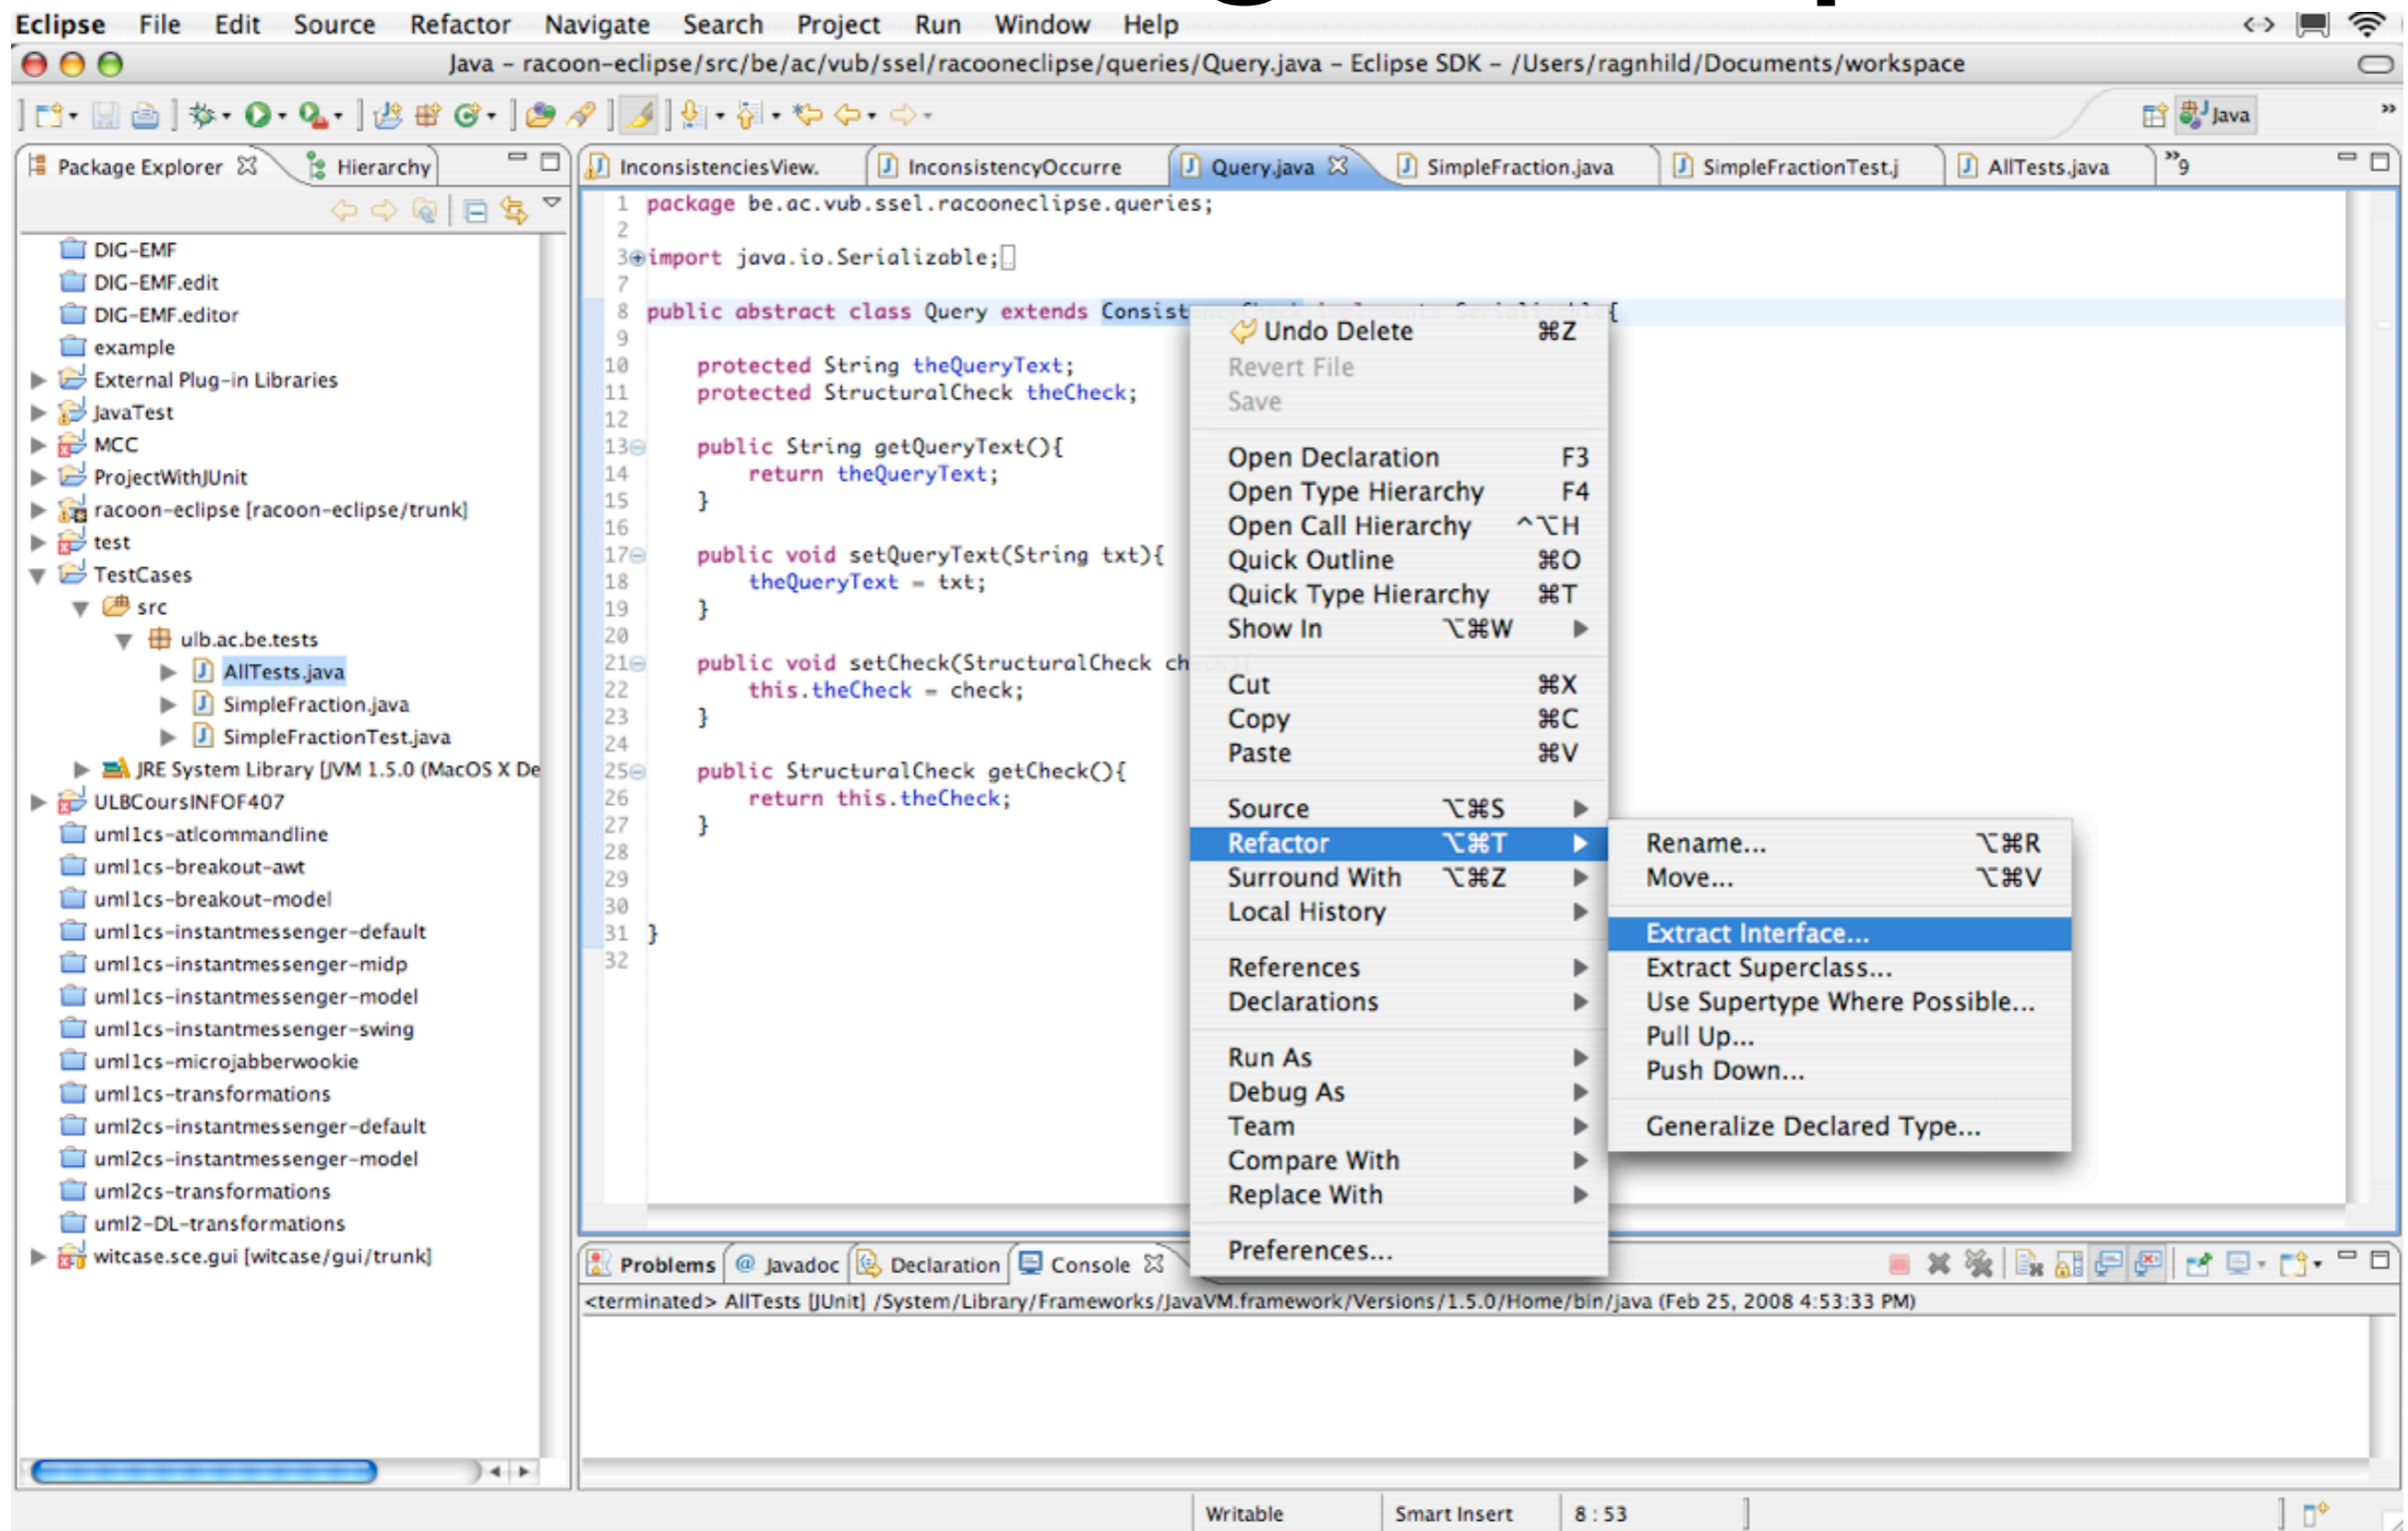 Eclipse File Edit Source Refactor Navigate Search Project Run Window Help
Java – racoon-eclipse/src/be/ac/vub/ssel/racooneclipse/queries/Query.java – Eclipse SDK – /Users/ragnhild/Documents/workspace
Java
Package Explorer Hierarchy
DIG-EMF
DIG-EMF.edit
DIG-EMF.editor
example
External Plug-in Libraries
JavaTest
MCC
ProjectWithJUnit
racoon-eclipse [racoon-eclipse/trunk]
test
TestCases
src
ulb.ac.be.tests
AllTests.java
SimpleFraction.java
SimpleFractionTest.java
JRE System Library [JVM 1.5.0 (MacOS X De
ULBCoursINFOF407
uml1cs-atlcommandline
uml1cs-breakout-awt
uml1cs-breakout-model
uml1cs-instantmessenger-default
uml1cs-instantmessenger-midp
uml1cs-instantmessenger-model
uml1cs-instantmessenger-swing
uml1cs-microjabberwookie
uml1cs-transformations
uml2cs-instantmessenger-default
uml2cs-instantmessenger-model
uml2cs-transformations
uml2-DL-transformations
witcase.sce.gui [witcase/gui/trunk]
InconsistenciesView. InconsistencyOccurre Query.java SimpleFraction.java SimpleFractionTest.j AllTests.java »9
1 package be.ac.vub.ssel.racooneclipse.queries;
2
3 import java.io.Serializable;
7
8 public abstract class Query extends ConsistencyCheck implements Serializable{
9
10 protected String theQueryText;
11 protected StructuralCheck theCheck;
12
13 public String getQueryText(){
14 return theQueryText;
15 }
16
17 public void setQueryText(String txt){
18 theQueryText = txt;
19 }
20
21 public void setCheck(StructuralCheck check){
22 this.theCheck = check;
23 }
24
25 public StructuralCheck getCheck(){
26 return this.theCheck;
27 }
28
29
30
31 }
32
Undo Delete ⌘Z
Revert File
Save
Open Declaration F3
Open Type Hierarchy F4
Open Call Hierarchy ^⌥H
Quick Outline ⌘O
Quick Type Hierarchy ⌘T
Show In ⌥⌘W
Cut ⌘X
Copy ⌘C
Paste ⌘V
Source ⌥⌘S
Refactor ⌥⌘T
Surround With ⌥⌘Z
Local History
References
Declarations
Run As
Debug As
Team
Compare With
Replace With
Preferences...
Rename... ⌥⌘R
Move... ⌥⌘V
Extract Interface...
Extract Superclass...
Use Supertype Where Possible...
Pull Up...
Push Down...
Generalize Declared Type...
Problems @ Javadoc Declaration Console
<terminated> AllTests [JUnit] /System/Library/Frameworks/JavaVM.framework/Versions/1.5.0/Home/bin/java (Feb 25, 2008 4:53:33 PM)
Writable Smart Insert 8 : 53